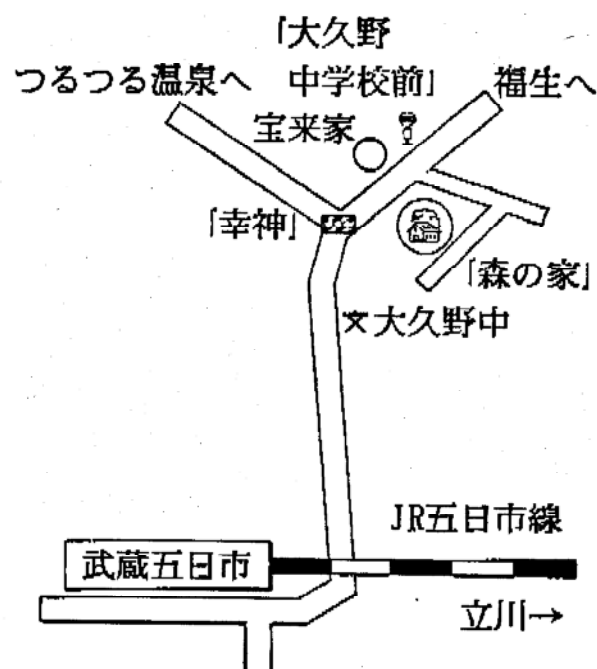 「大久野
中学校前」
つるつる温泉へ
福生へ
宝来家
「幸神」
「森の家」
文大久野中
JR五日市線
武蔵五日市
立川→